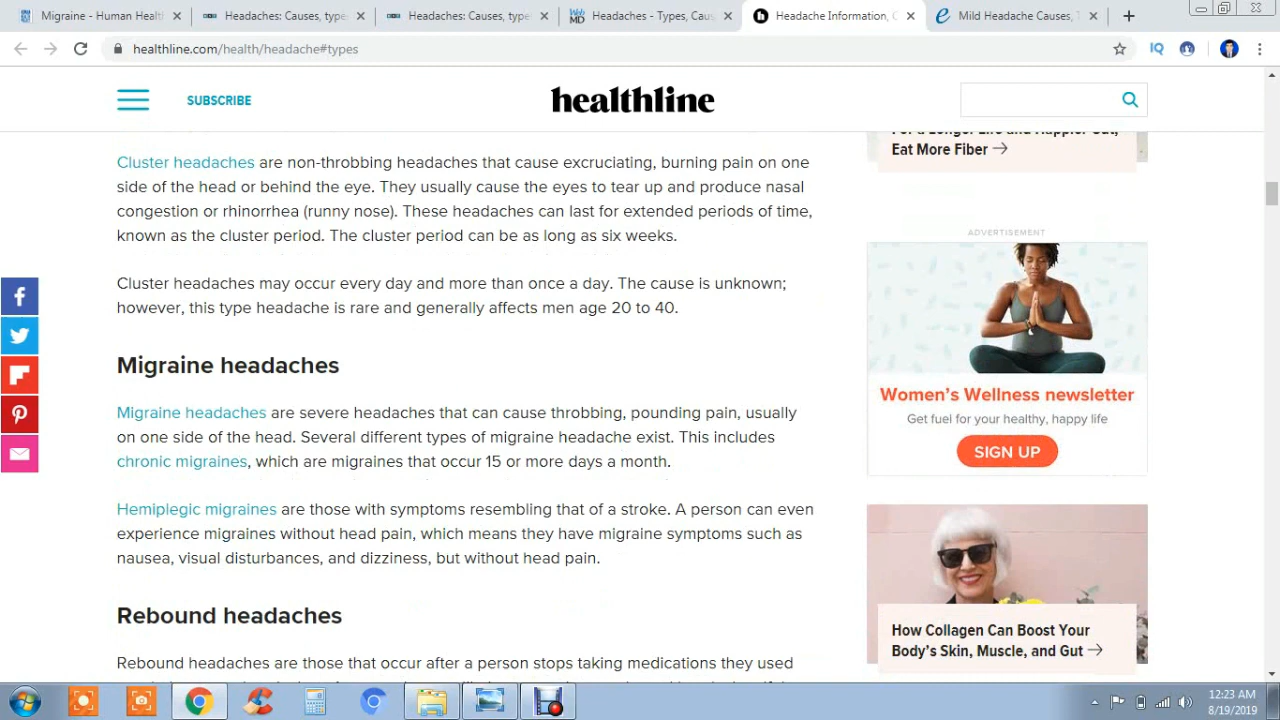 Migraine - Human Healt
Headaches: Causes, type
Headaches: Causes, type
Headaches - Types, Cau
Headache Information, C
Mild Headache Causes, T
healthline.com/health/headache#types
SUBSCRIBE
healthline
Cluster headaches are non-throbbing headaches that cause excruciating, burning pain on one
side of the head or behind the eye. They usually cause the eyes to tear up and produce nasal
congestion or rhinorrhea (runny nose). These headaches can last for extended periods of time,
known as the cluster period. The cluster period can be as long as six weeks.
Cluster headaches may occur every day and more than once a day. The cause is unknown;
however, this type headache is rare and generally affects men age 20 to 40.
Migraine headaches
Migraine headaches are severe headaches that can cause throbbing, pounding pain, usually
on one side of the head. Several different types of migraine headache exist. This includes
chronic migraines, which are migraines that occur 15 or more days a month.
Hemiplegic migraines are those with symptoms resembling that of a stroke. A person can even
experience migraines without head pain, which means they have migraine symptoms such as
nausea, visual disturbances, and dizziness, but without head pain.
Rebound headaches
Rebound headaches are those that occur after a person stops taking medications they used
For a Longer Life and Happier Gut,
Eat More Fiber →
ADVERTISEMENT
Women's Wellness newsletter
Get fuel for your healthy, happy life
SIGN UP
How Collagen Can Boost Your
Body's Skin, Muscle, and Gut →
12:23 AM
8/19/2019